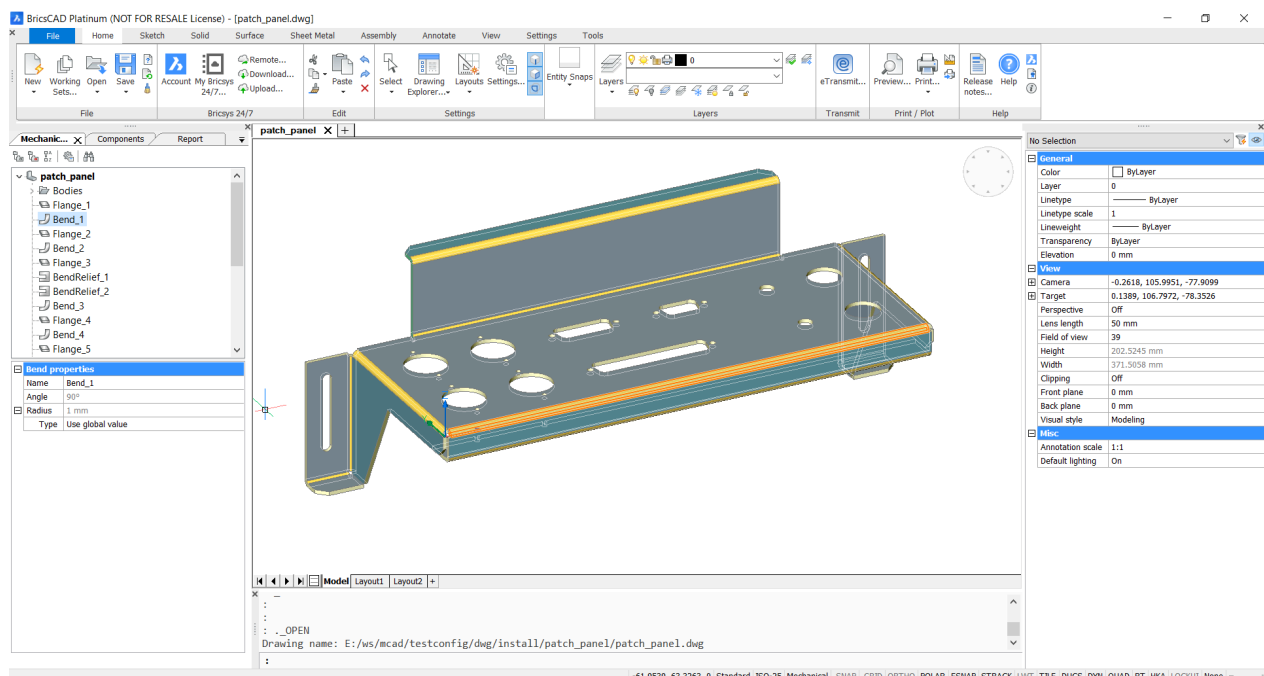 BricsCAD Platinum (NOT FOR RESALE License) - [patch_panel.dwg]
File Home Sketch Solid Surface Sheet Metal Assembly Annotate View Settings Tools
New Working Sets... Open Save
Account My Bricsys 24/7...
Remote...
Download...
Upload...
Paste
Select Drawing Explorer... Layouts Settings...
Entity Snaps
Layers
0
eTransmit... Preview... Print... Release notes... Help
File Bricsys 24/7 Edit Settings Layers Transmit Print / Plot Help
Mechanic... X Components Report
patch_panel X +
patch_panel
Bodies
Flange_1
Bend_1
Flange_2
Bend_2
Flange_3
BendRelief_1
BendRelief_2
Bend_3
Flange_4
Bend_4
Flange_5
Bend properties
Name Bend_1
Angle 90°
Radius 1 mm
Type Use global value
Model Layout1 Layout2 +
:
:
: ._OPEN
Drawing name: E:/ws/mcad/testconfig/dwg/install/patch_panel/patch_panel.dwg
:
No Selection
General
Color ByLayer
Layer 0
Linetype ByLayer
Linetype scale 1
Lineweight ByLayer
Transparency ByLayer
Elevation 0 mm
View
Camera -0.2618, 105.9951, -77.9099
Target 0.1389, 106.7972, -78.3526
Perspective Off
Lens length 50 mm
Field of view 39
Height 202.5245 mm
Width 371.5058 mm
Clipping Off
Front plane 0 mm
Back plane 0 mm
Visual style Modeling
Misc
Annotation scale 1:1
Default lighting On